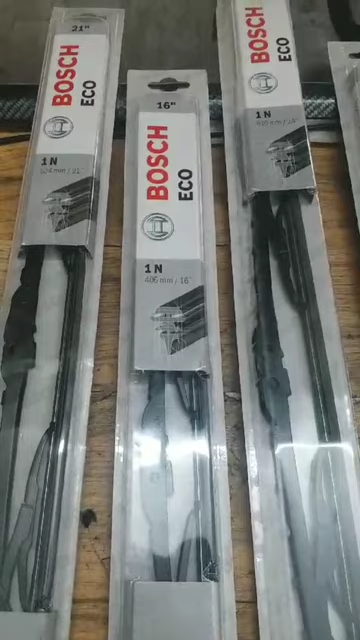 21"
BOSCH
ECO
1 N
524 mm / 21"
16"
BOSCH
ECO
1 N
406 mm / 16"
BOSCH
ECO
1 N